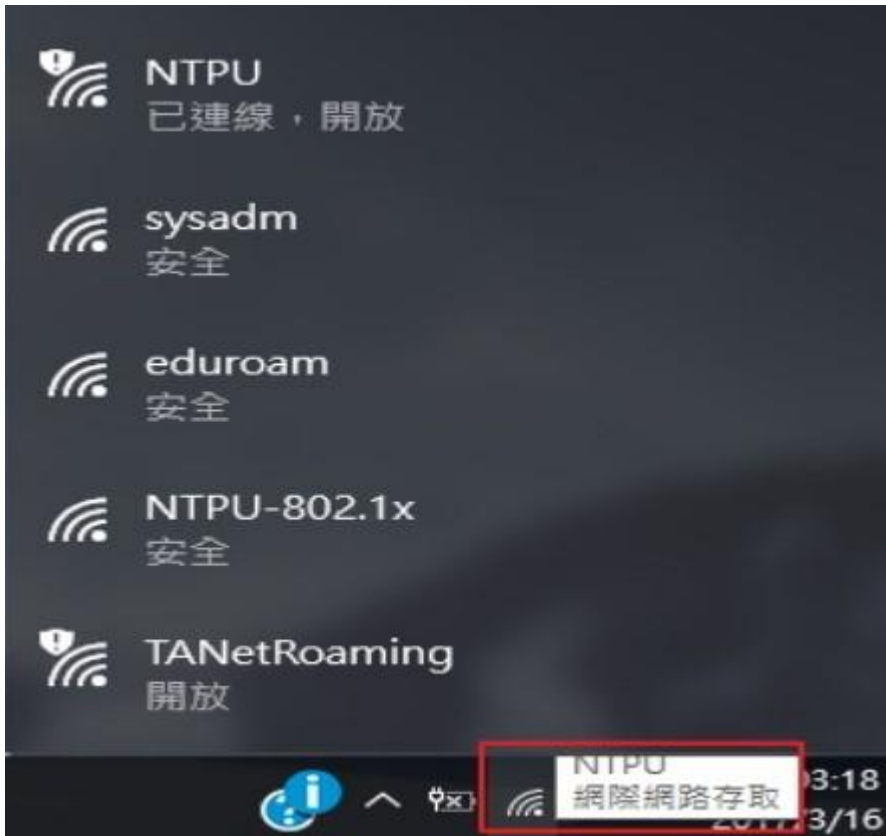 NTPU
已連線，開放
sysadm
安全
eduroam
安全
NTPU-802.1x
安全
TANetRoaming
開放
NTPU
網際網路存取
3:18
3/16